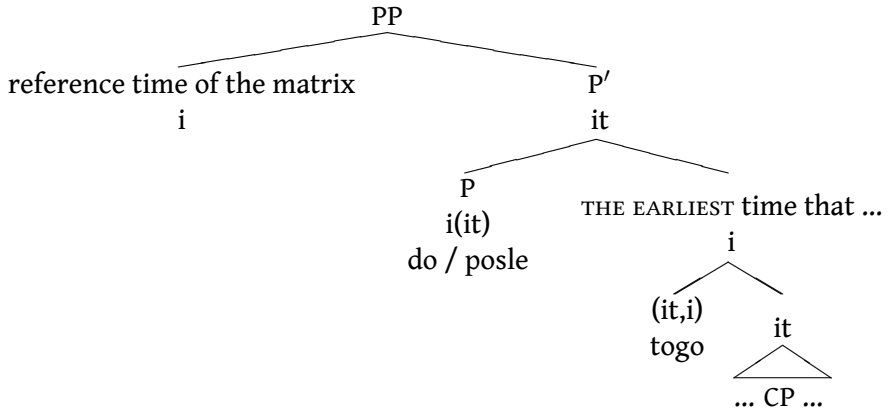 PP
reference time of the matrix
i
P′
it
P
i(it)
do / posle
THE EARLIEST time that ...
i
(it,i)
togo
it
... CP ...